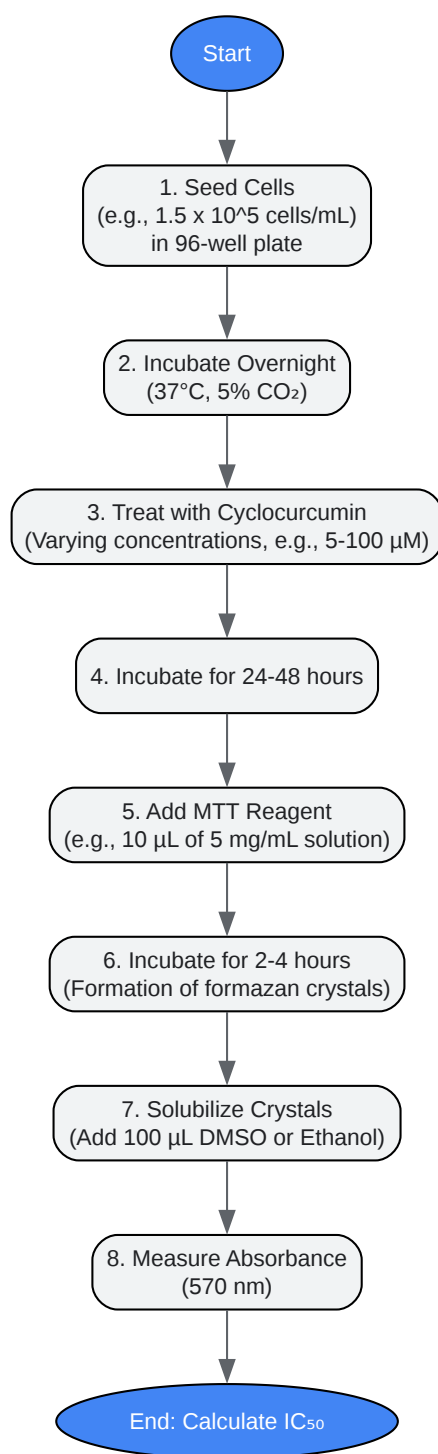 Start
1. Seed Cells
(e.g., 1.5 x 10^5 cells/mL)
in 96-well plate
2. Incubate Overnight
(37°C, 5% CO₂)
3. Treat with Cyclocurcumin
(Varying concentrations, e.g., 5-100 µM)
4. Incubate for 24-48 hours
5. Add MTT Reagent
(e.g., 10 µL of 5 mg/mL solution)
6. Incubate for 2-4 hours
(Formation of formazan crystals)
7. Solubilize Crystals
(Add 100 µL DMSO or Ethanol)
8. Measure Absorbance
(570 nm)
End: Calculate IC₅₀